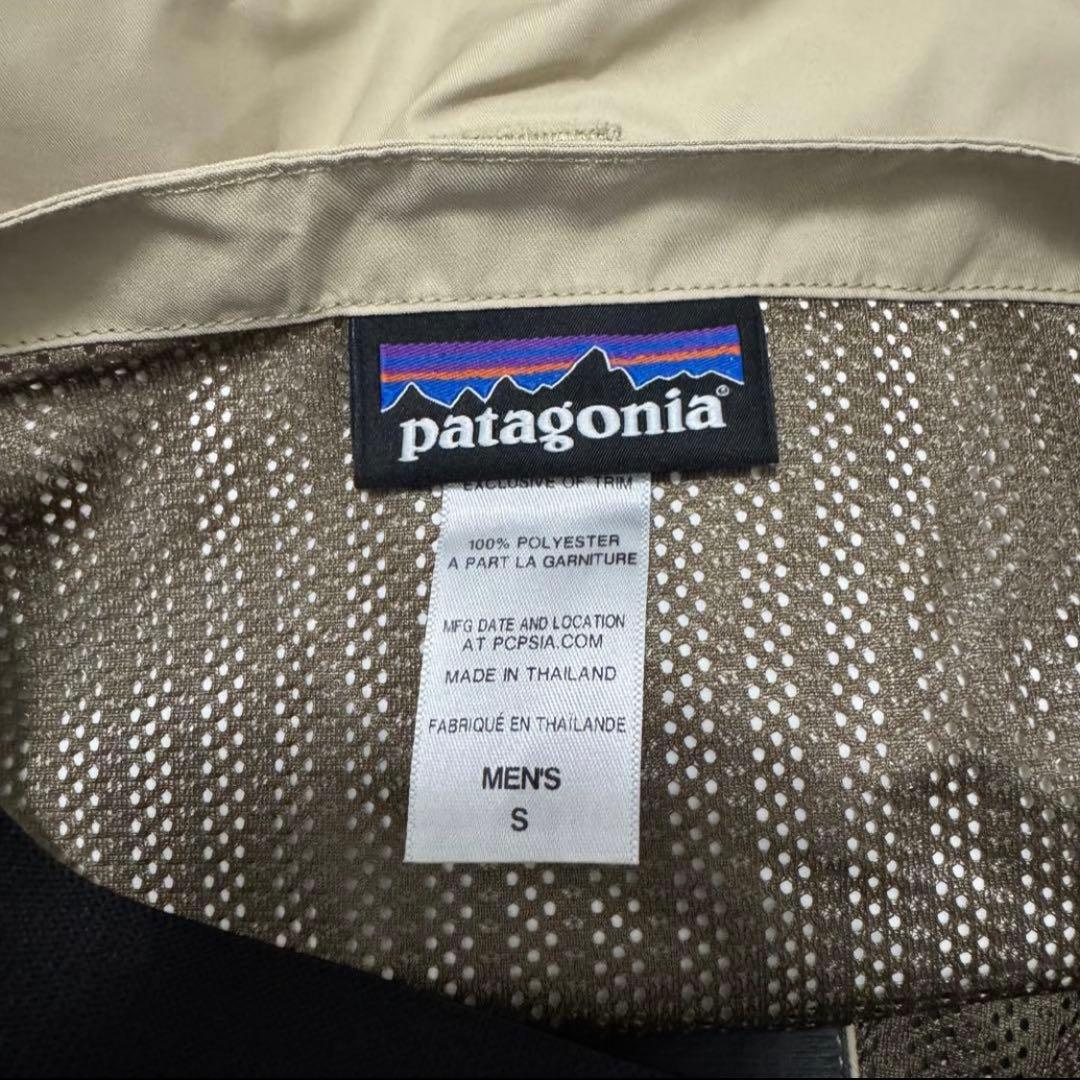 patagonia®
EXCLUSIVE OF TRIM
100% POLYESTER
A PART LA GARNITURE
MFG DATE AND LOCATION
AT PCPSIA.COM
MADE IN THAILAND
FABRIQUÉ EN THAÏLANDE
MEN'S
S